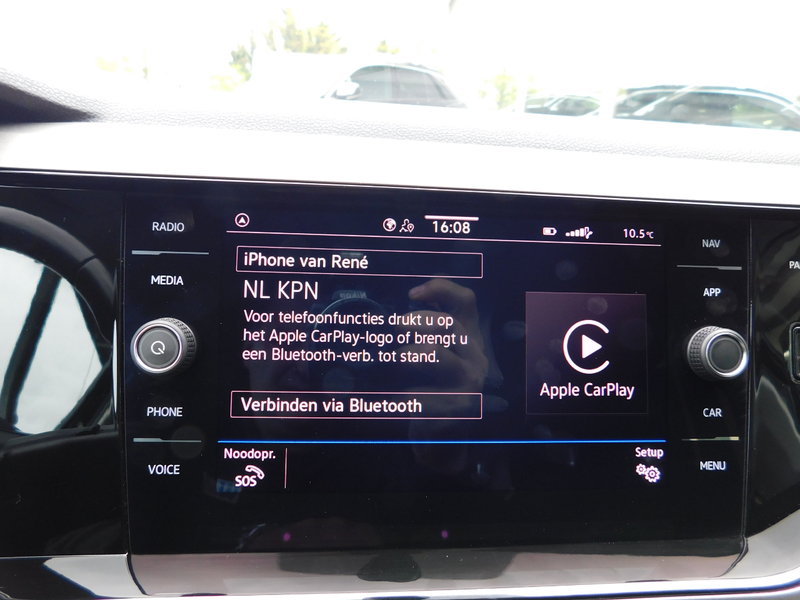 RADIO
MEDIA
PHONE
VOICE
16:08
10.5°C
iPhone van René
NL KPN
Voor telefoonfuncties drukt u op
het Apple CarPlay-logo of brengt u
een Bluetooth-verb. tot stand.
Verbinden via Bluetooth
Apple CarPlay
Noodopr.
SOS
Setup
NAV
APP
CAR
MENU
PA